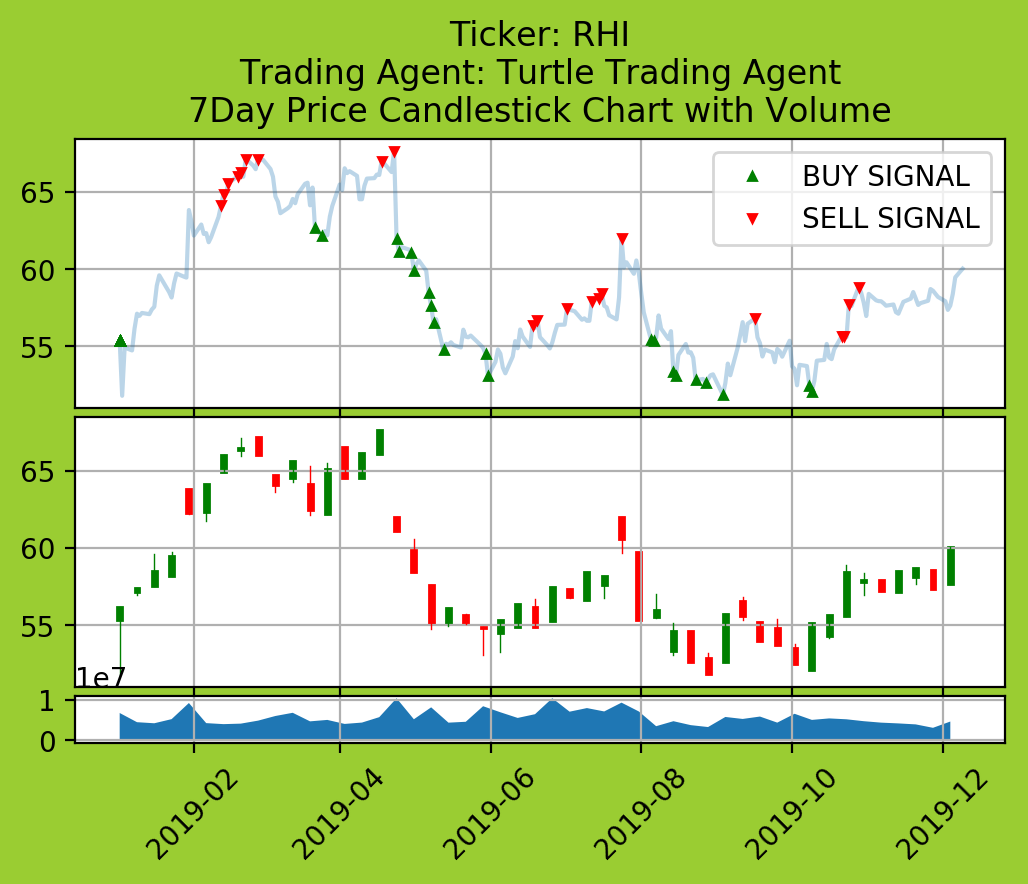 Ticker: RHI
Trading Agent: Turtle Trading Agent
7Day Price Candlestick Chart with Volume
BUY SIGNAL
SELL SIGNAL
65
60
55
65
60
55
1e7
1
0
2019-02
2019-04
2019-06
2019-08
2019-10
2019-12